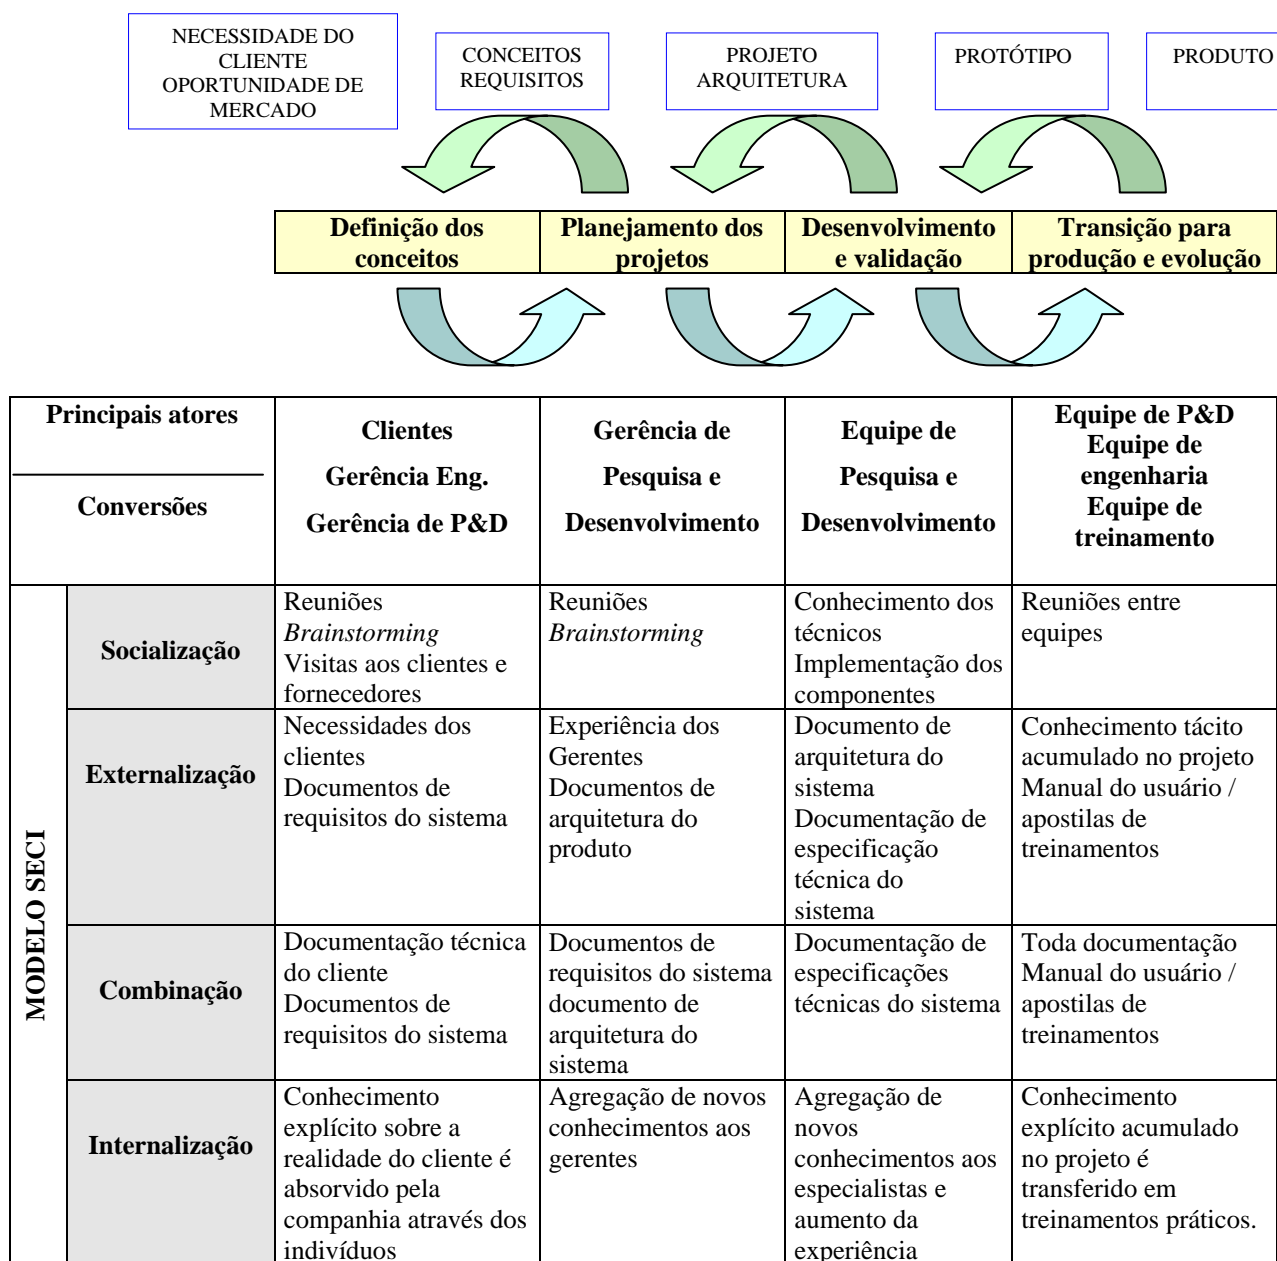 NECESSIDADE DO
CLIENTE
OPORTUNIDADE DE
MERCADO
CONCEITOS
REQUISITOS
PROJETO
ARQUITETURA
PROTÓTIPO
PRODUTO
Definição dos
conceitos
Planejamento dos
projetos
Desenvolvimento
e validação
Transição para
produção e evolução
Principais atores
Conversões
Clientes
Gerência Eng.
Gerência de P&D
Gerência de
Pesquisa e
Desenvolvimento
Equipe de
Pesquisa e
Desenvolvimento
Equipe de P&D
Equipe de
engenharia
Equipe de
treinamento
MODELO SECI
Socialização
Reuniões
Brainstorming
Visitas aos clientes e
fornecedores
Reuniões
Brainstorming
Conhecimento dos
técnicos
Implementação dos
componentes
Reuniões entre
equipes
Externalização
Necessidades dos
clientes
Documentos de
requisitos do sistema
Experiência dos
Gerentes
Documentos de
arquitetura do
produto
Documento de
arquitetura do
sistema
Documentação de
especificação
técnica do
sistema
Conhecimento tácito
acumulado no projeto
Manual do usuário /
apostilas de
treinamentos
Combinação
Documentação técnica
do cliente
Documentos de
requisitos do sistema
Documentos de
requisitos do sistema
documento de
arquitetura do
sistema
Documentação de
especificações
técnicas do sistema
Toda documentação
Manual do usuário /
apostilas de
treinamentos
Internalização
Conhecimento
explícito sobre a
realidade do cliente é
absorvido pela
companhia através dos
indivíduos
Agregação de novos
conhecimentos aos
gerentes
Agregação de
novos
conhecimentos aos
especialistas e
aumento da
experiência
Conhecimento
explícito acumulado
no projeto é
transferido em
treinamentos práticos.